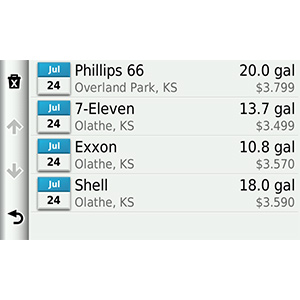 Jul Phillips 66 20.0 gal
24 Overland Park, KS $3.799
Jul 7-Eleven 13.7 gal
24 Olathe, KS $3.499
Jul Exxon 10.8 gal
24 Olathe, KS $3.570
Jul Shell 18.0 gal
24 Olathe, KS $3.590